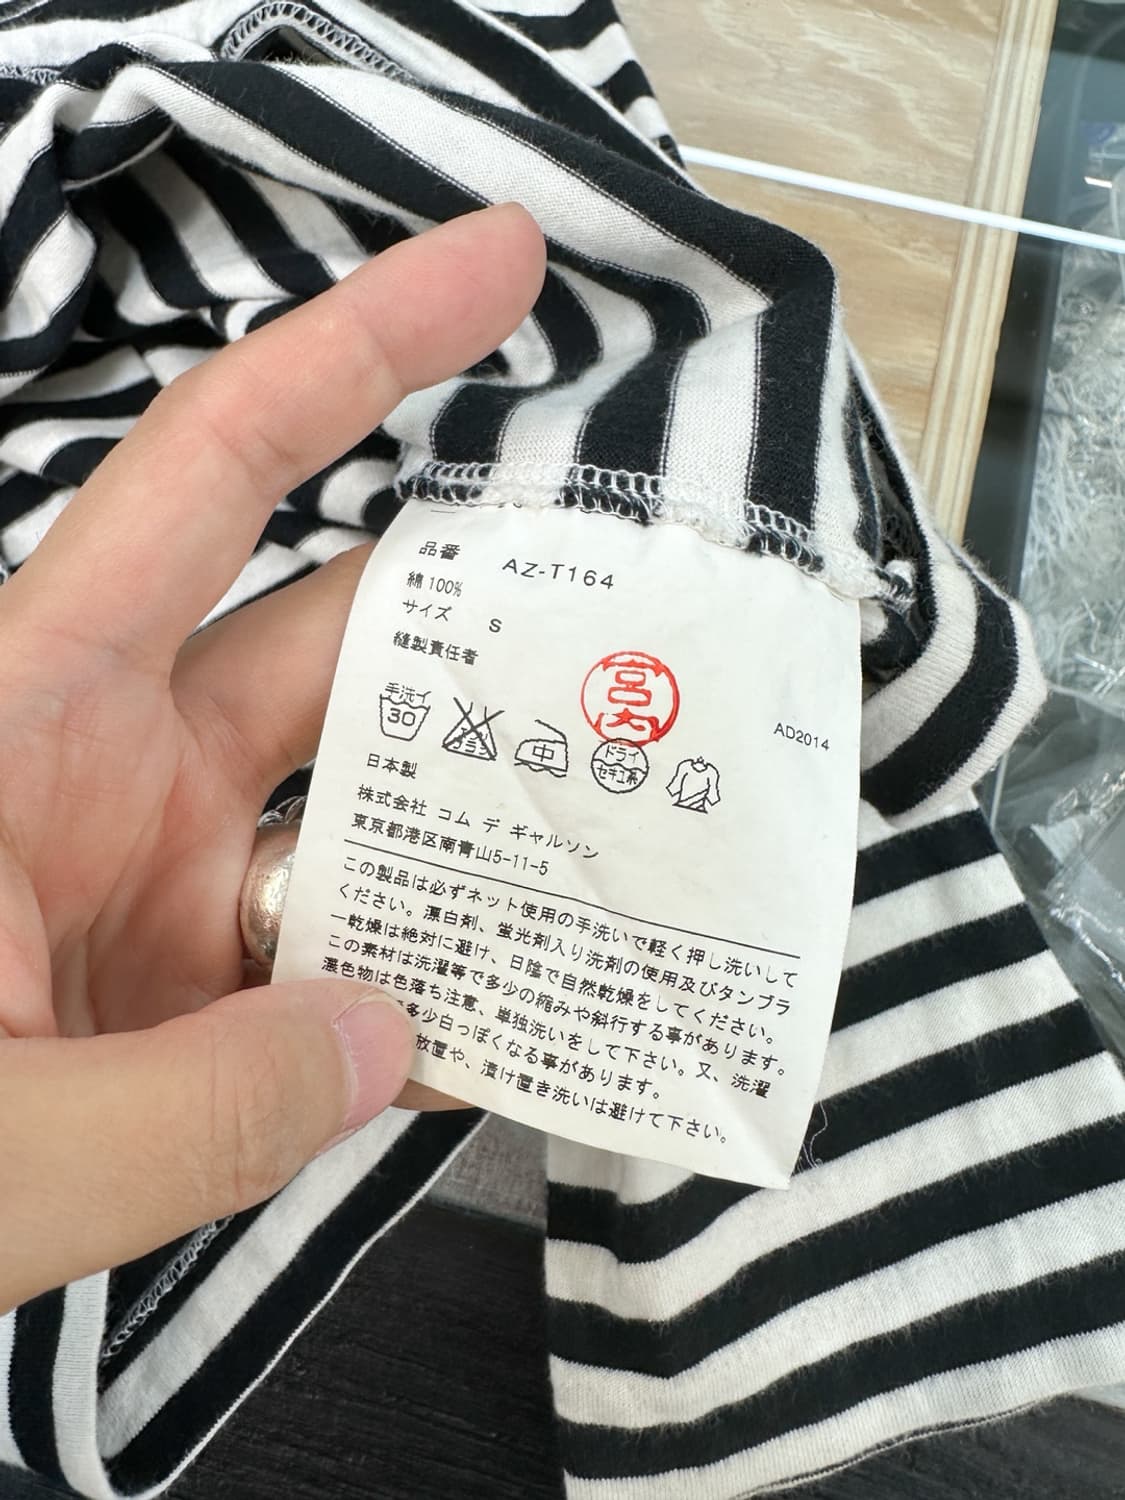 品番 AZ-T164
綿 100%
サイズ S
縫製責任者
宮内
手洗イ
30
エンソ
サラシ
中
ドライ
セキユ系
AD2014
日本製
株式会社 コム デ ギャルソン
東京都港区南青山5-11-5
この製品は必ずネット使用の手洗いで軽く押し洗いして
ください。漂白剤、蛍光剤入り洗剤の使用及びタンブラ
ー乾燥は絶対に避け、日陰で自然乾燥をしてください。
この素材は洗濯等で多少の縮みや斜行する事があります。
濃色物は色落ち注意、単独洗いをして下さい。又、洗濯
で多少白っぽくなる事があります。
放置や、漬け置き洗いは避けて下さい。